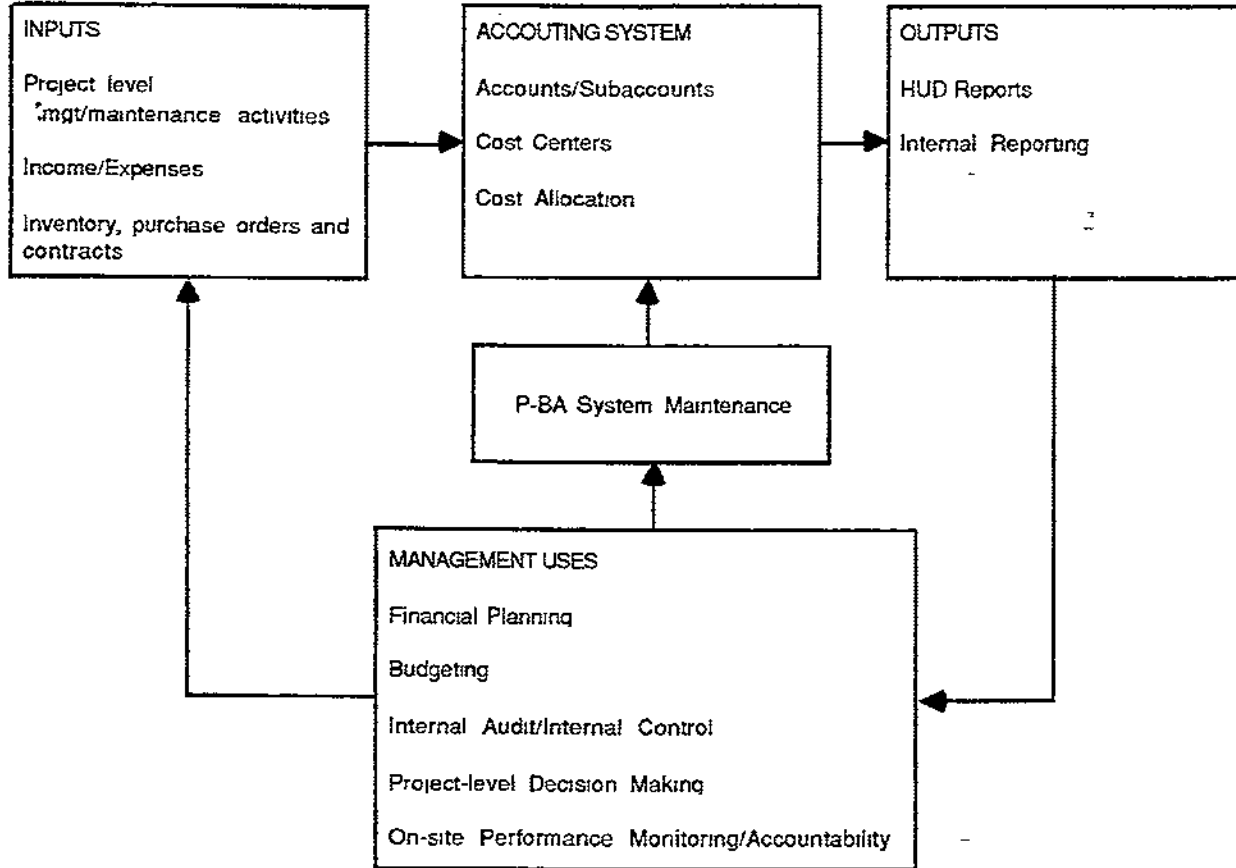 INPUTS
Project level
mgt/maintenance activities
Income/Expenses
Inventory, purchase orders and
contracts
ACCOUTING SYSTEM
Accounts/Subaccounts
Cost Centers
Cost Allocation
OUTPUTS
HUD Reports
Internal Reporting
P-BA System Maintenance
MANAGEMENT USES
Financial Planning
Budgeting
Internal Audit/Internal Control
Project-level Decision Making
On-site Performance Monitoring/Accountability